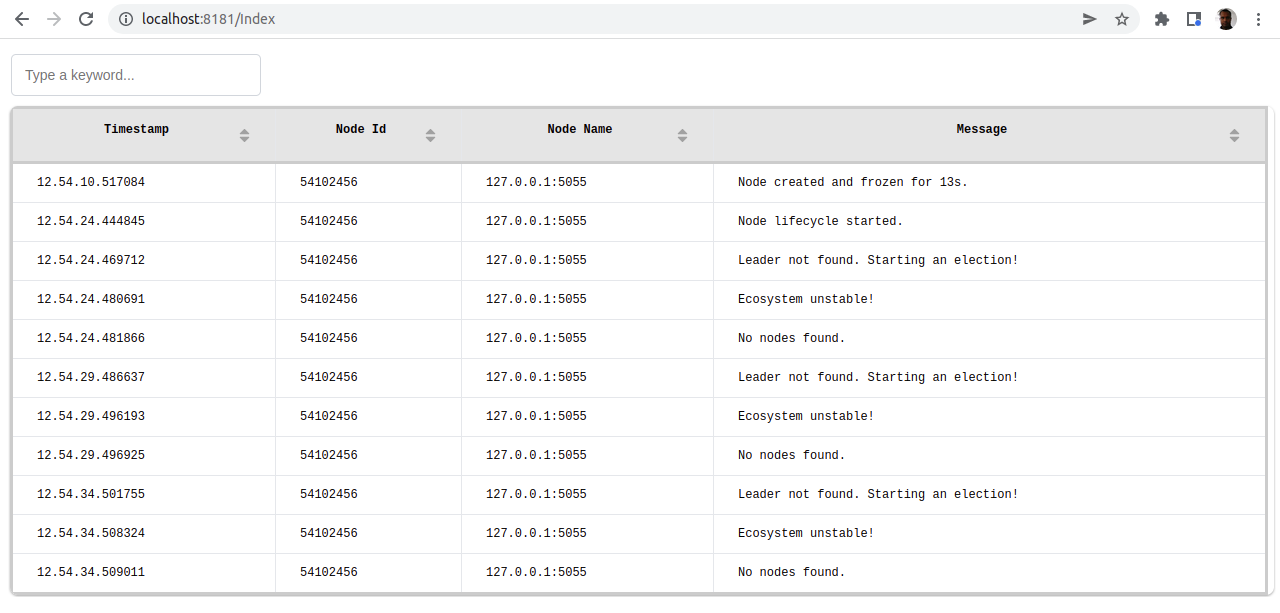 localhost:8181/Index
Type a keyword...
Timestamp Node Id Node Name Message
12.54.10.517084 54102456 127.0.0.1:5055 Node created and frozen for 13s.
12.54.24.444845 54102456 127.0.0.1:5055 Node lifecycle started.
12.54.24.469712 54102456 127.0.0.1:5055 Leader not found. Starting an election!
12.54.24.480691 54102456 127.0.0.1:5055 Ecosystem unstable!
12.54.24.481866 54102456 127.0.0.1:5055 No nodes found.
12.54.29.486637 54102456 127.0.0.1:5055 Leader not found. Starting an election!
12.54.29.496193 54102456 127.0.0.1:5055 Ecosystem unstable!
12.54.29.496925 54102456 127.0.0.1:5055 No nodes found.
12.54.34.501755 54102456 127.0.0.1:5055 Leader not found. Starting an election!
12.54.34.508324 54102456 127.0.0.1:5055 Ecosystem unstable!
12.54.34.509011 54102456 127.0.0.1:5055 No nodes found.